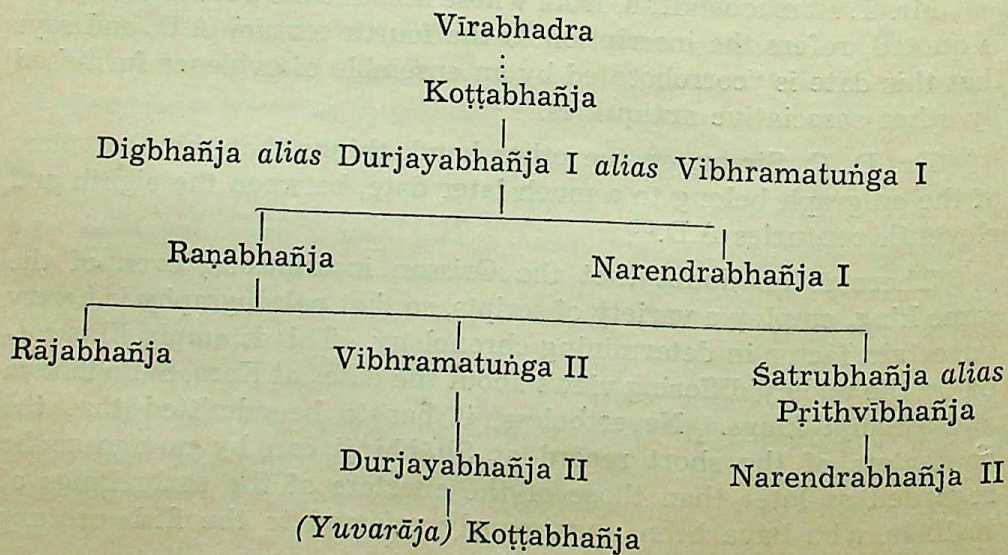 Vīrabhadra
Koṭṭabhañja
Digbhañja alias Durjayabhañja I alias Vibhramatuṅga I
Raṇabhañja Narendrabhañja I
Rājabhañja Vibhramatuṅga II Śatrubhañja alias
Pṛithvībhañja
Durjayabhañja II Narendrabhañja II
(Yuvarāja) Koṭṭabhañja